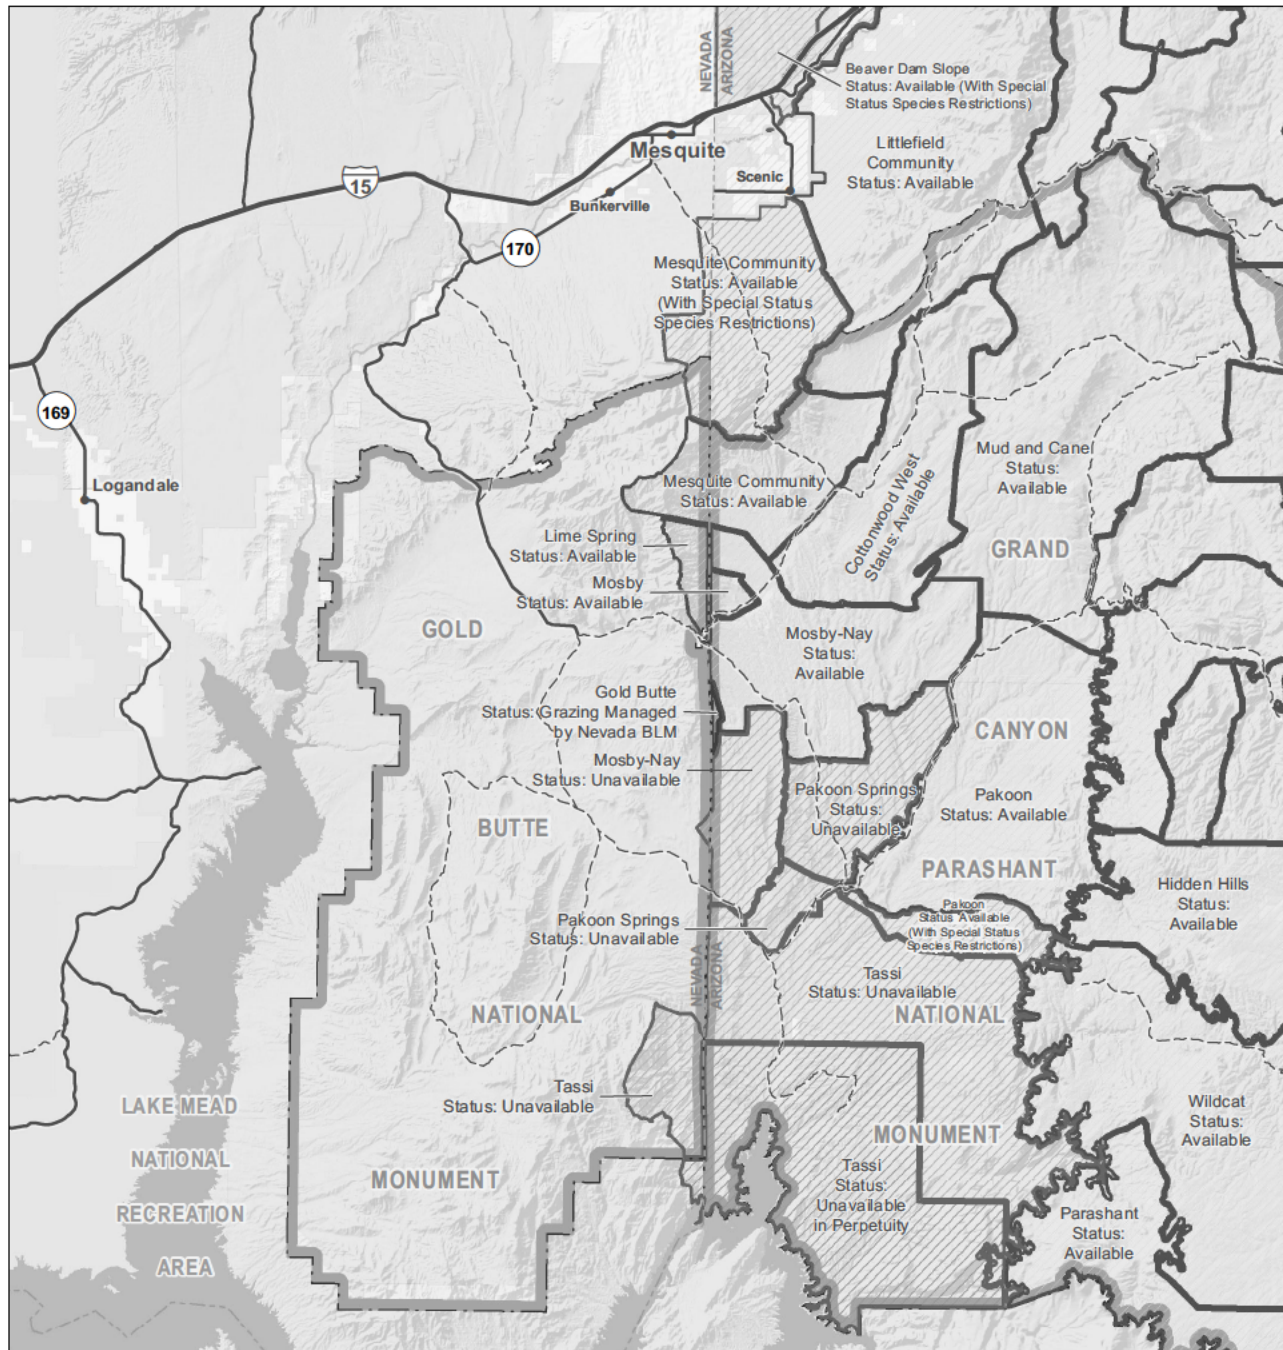 NEVADA
ARIZONA
Beaver Dam Slope
Status: Available (With Special
Status Species Restrictions)
Mesquite
Littlefield
Community
Status: Available
15
Scenic
Bunkerville
170
Mesquite Community
Status: Available
(With Special Status
Species Restrictions)
169
Logandale
Mud and Cane
Status:
Available
Cottonwood West
Status: Available
Mesquite Community
Status: Available
Lime Spring
Status: Available
GRAND
Mosby
Status: Available
GOLD
Mosby-Nay
Status:
Available
Gold Butte
Status: Grazing Managed
by Nevada BLM
CANYON
Mosby-Nay
Status: Unavailable
Pakoon Springs
Status:
Unavailable
Pakoon
Status: Available
BUTTE
PARASHANT
Hidden Hills
Status:
Available
Pakoon
Status: Available
(With Special Status
Species Restrictions)
Pakoon Springs
Status: Unavailable
NEVADA
ARIZONA
Tassi
Status: Unavailable
NATIONAL
NATIONAL
Tassi
Status: Unavailable
LAKE MEAD
NATIONAL
RECREATION
AREA
Wildcat
Status:
Available
MONUMENT
MONUMENT
Tassi
Status:
Unavailable
in Perpetuity
Parashant
Status:
Available